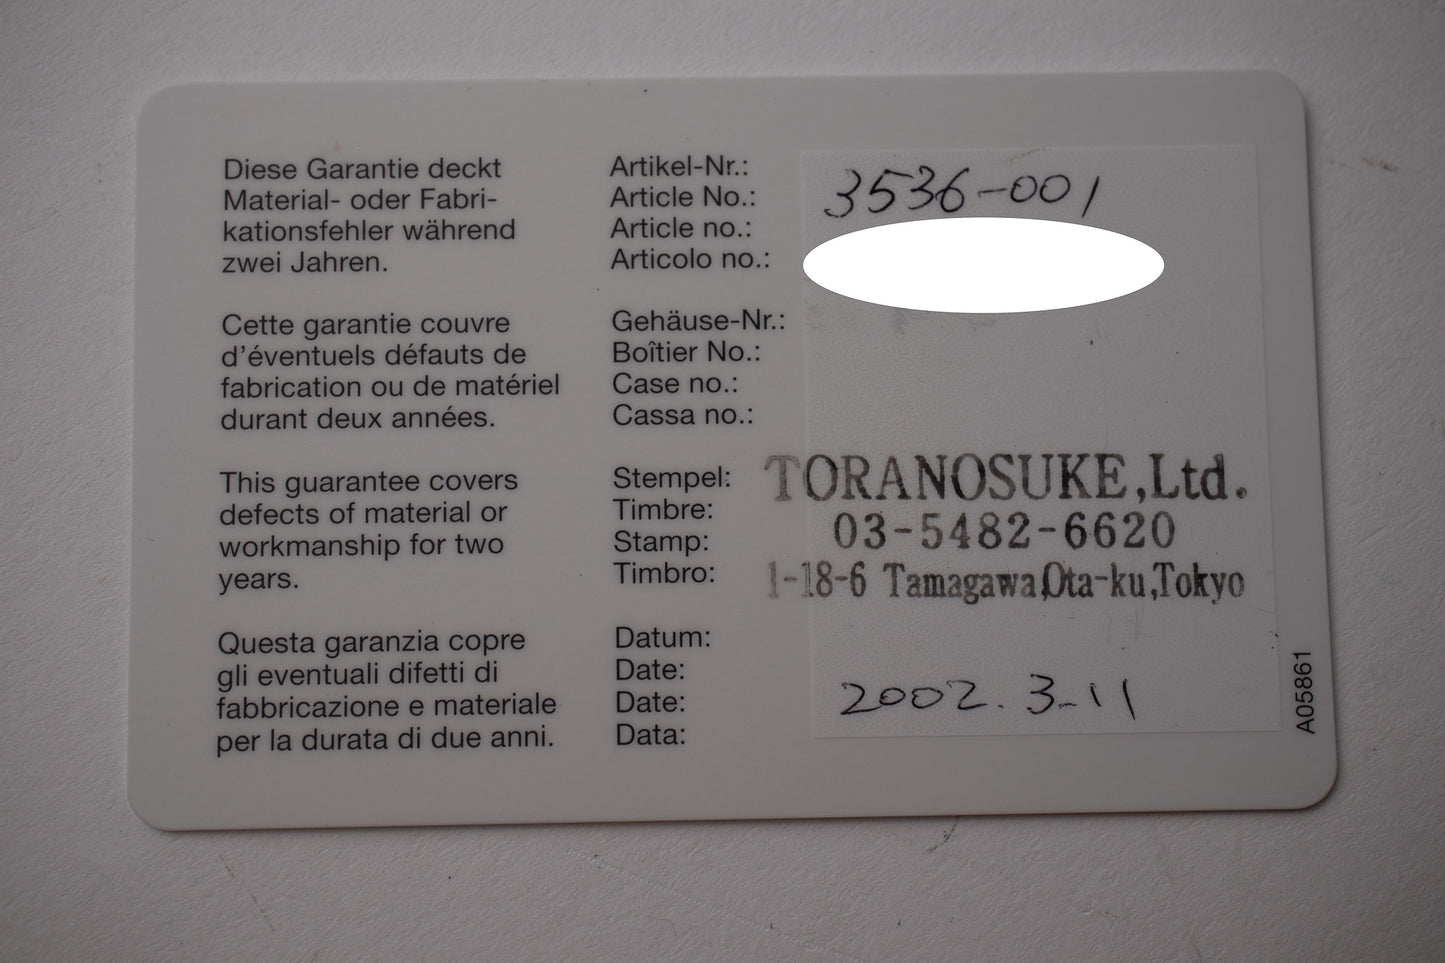 Diese Garantie deckt
Material- oder Fabri-
kationsfehler während
zwei Jahren.
Cette garantie couvre
d'éventuels défauts de
fabrication ou de matériel
durant deux années.
This guarantee covers
defects of material or
workmanship for two
years.
Questa garanzia copre
gli eventuali difetti di
fabbricazione e materiale
per la durata di due anni.
Artikel-Nr.:
Article No.:
Article no.:
Articolo no.:
3536-001
Gehäuse-Nr.:
Boîtier No.:
Case no.:
Cassa no.:
Stempel:
Timbre:
Stamp:
Timbro:
TORANOSUKE,Ltd.
03-5482-6620
1-18-6 Tamagawa,Ota-ku,Tokyo
Datum:
Date:
Date:
Data:
2002.3-11
A05861